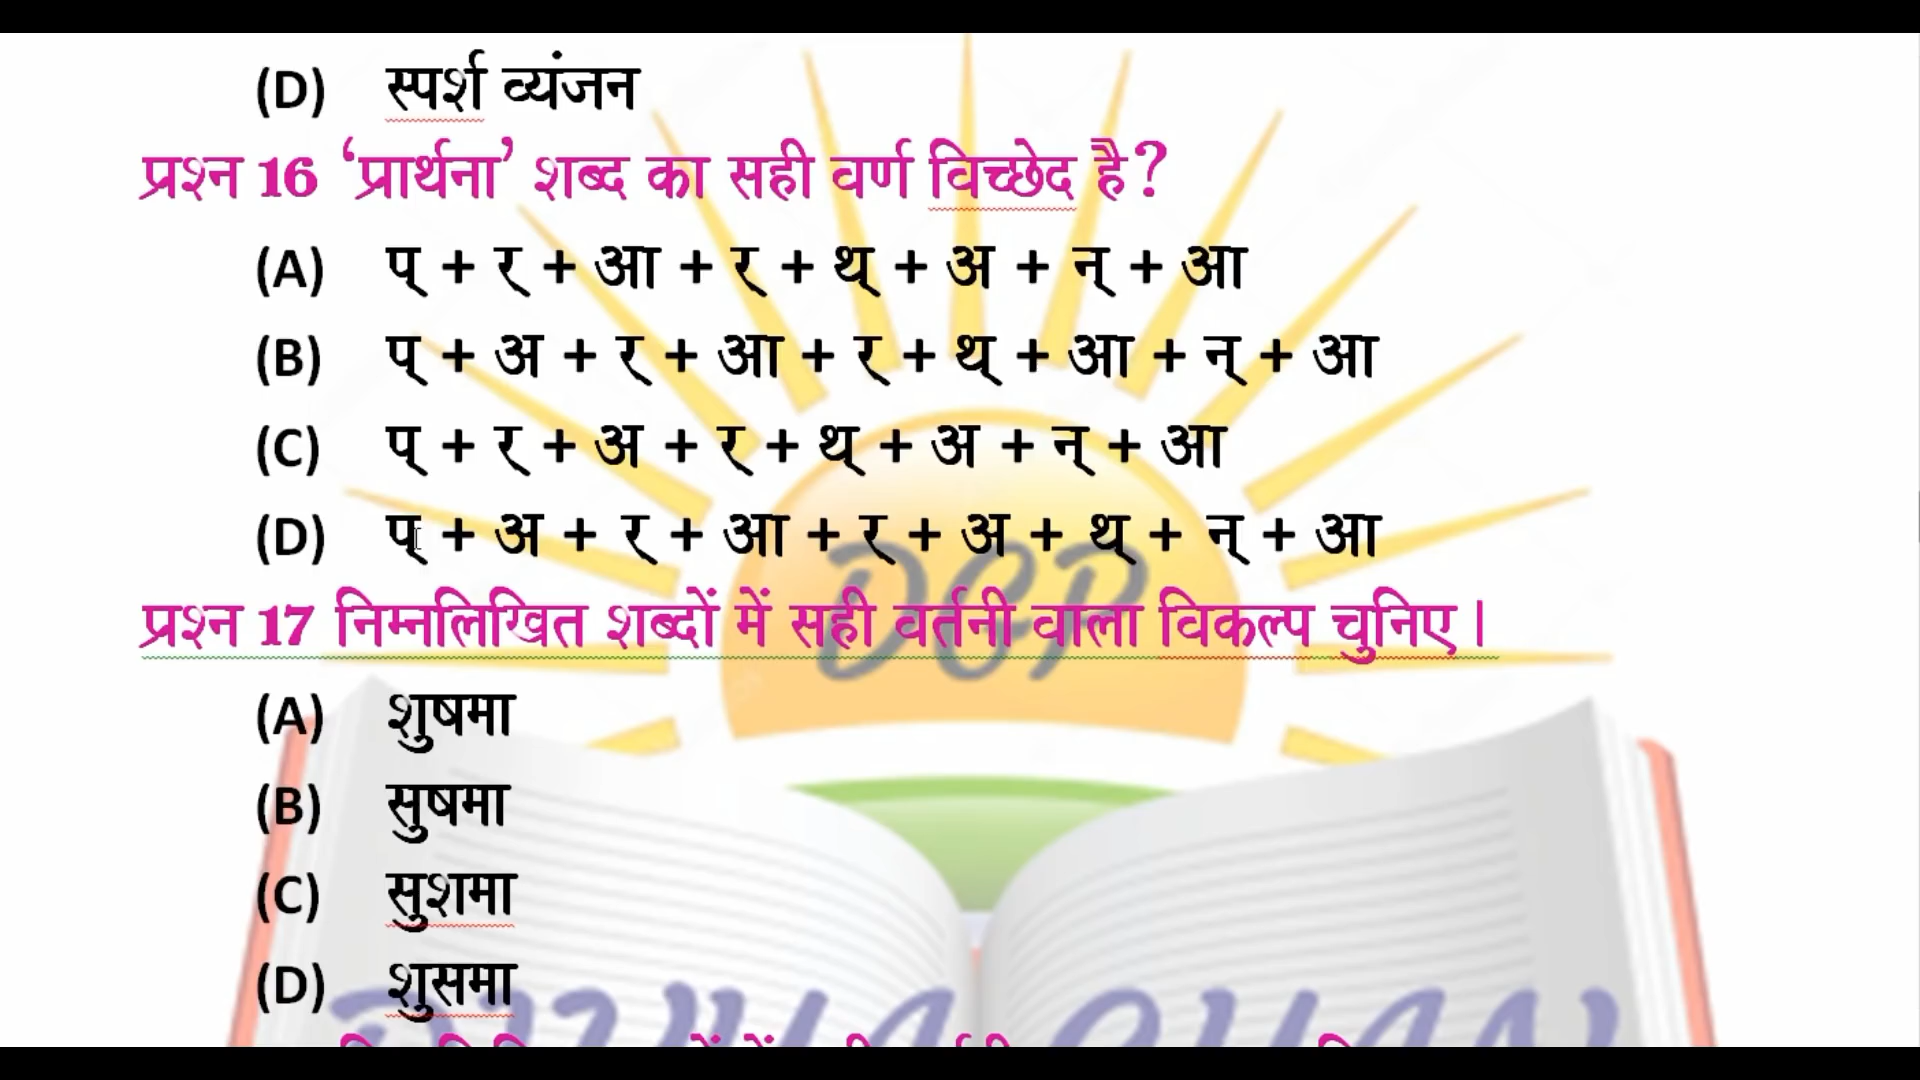 (D) स्पर्श व्यंजन
प्रश्न 16 ‘प्रार्थना’ शब्द का सही वर्ण विच्छेद है?
(A) प् + र् + आ + र् + थ् + अ + न् + आ
(B) प् + अ + र् + आ + र् + थ् + आ + न् + आ
(C) प् + र् + अ + र् + थ् + अ + न् + आ
(D) प् + अ + र् + आ + र् + अ + थ् + न् + आ
DGP
प्रश्न 17 निम्नलिखित शब्दों में सही वर्तनी वाला विकल्प चुनिए।
(A) शुषमा
(B) सुषमा
(C) सुशमा
(D) शुसमा